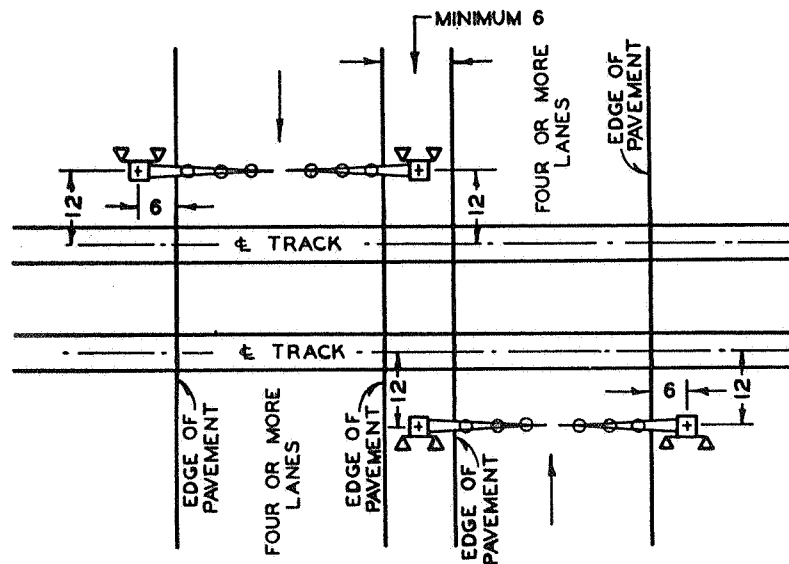 MINIMUM 6
FOUR OR MORE
LANES
EDGE OF
PAVEMENT
12
6
12
℄ TRACK
℄ TRACK
12
6
12
EDGE OF
PAVEMENT
FOUR OR MORE
LANES
EDGE OF
PAVEMENT
EDGE OF
PAVEMENT